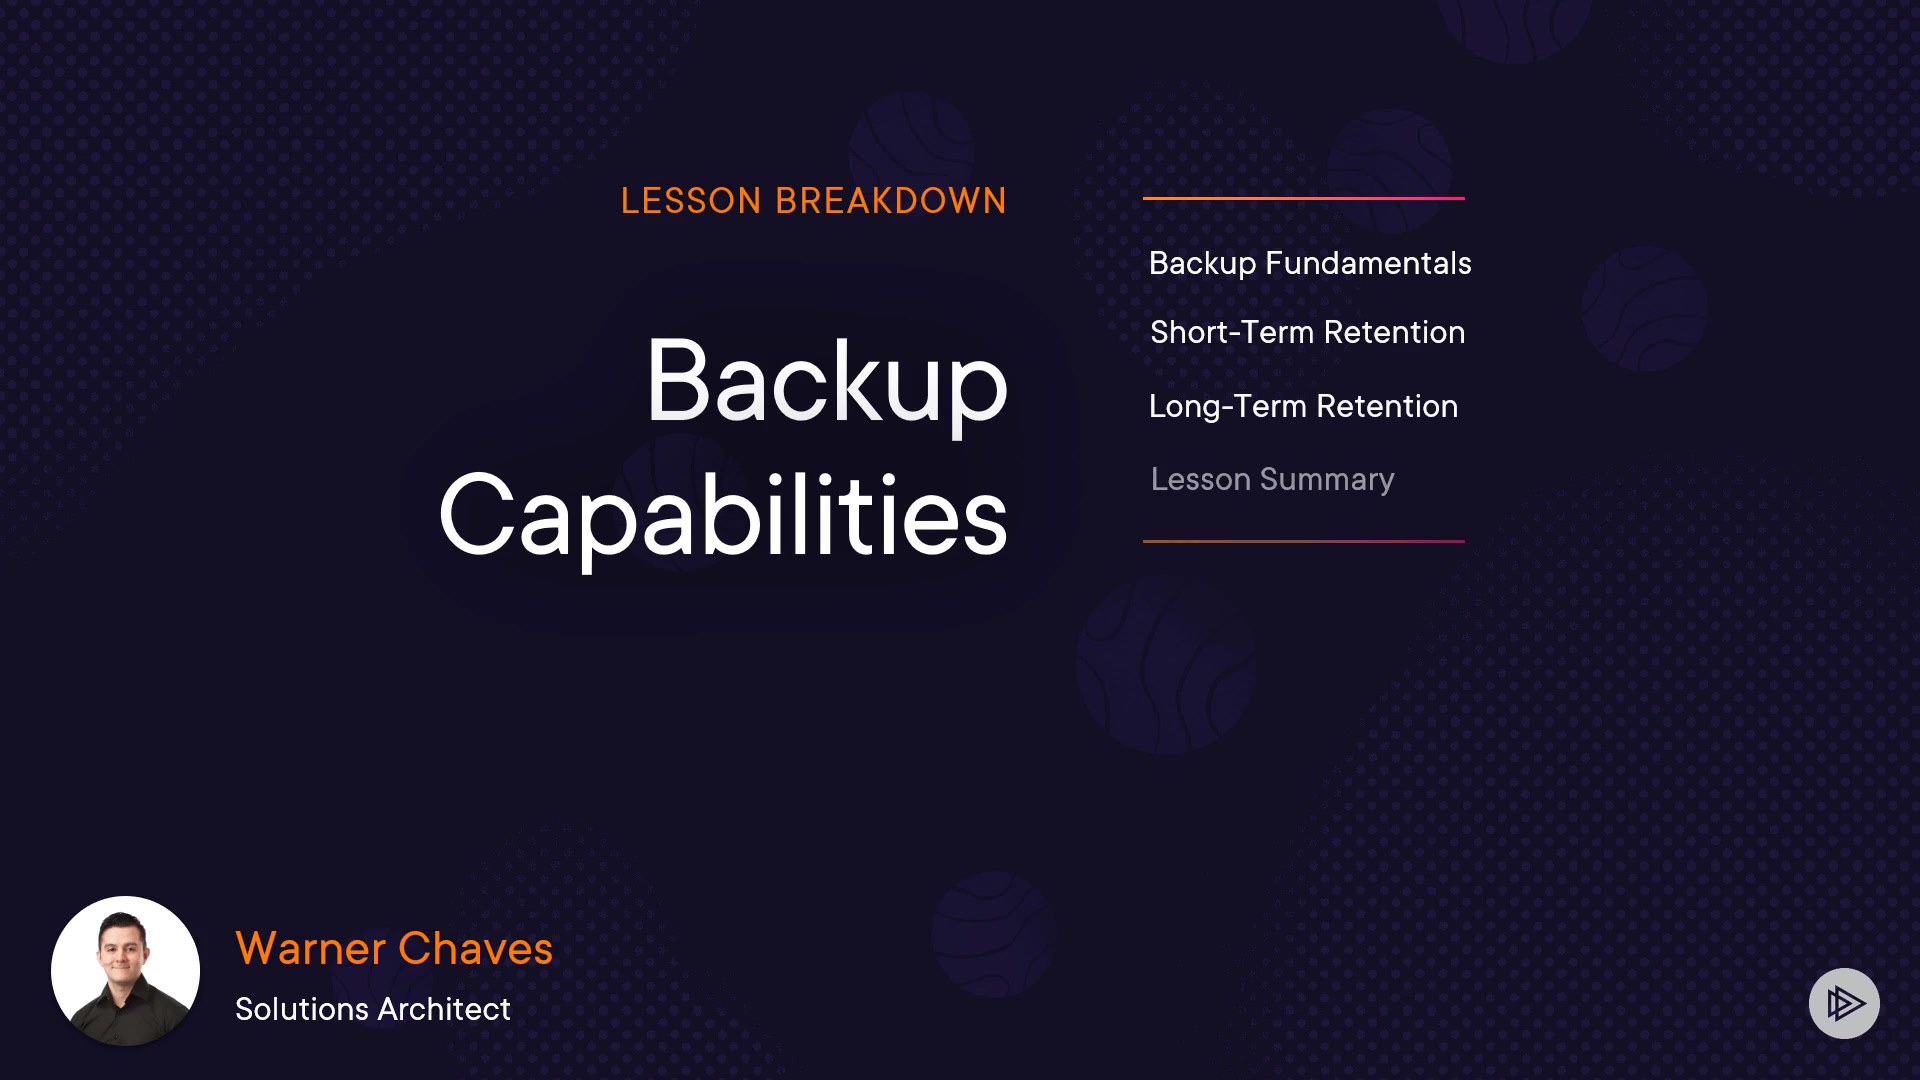 LESSON BREAKDOWN
Backup
Capabilities
Backup Fundamentals
Short-Term Retention
Long-Term Retention
Lesson Summary
Warner Chaves
Solutions Architect